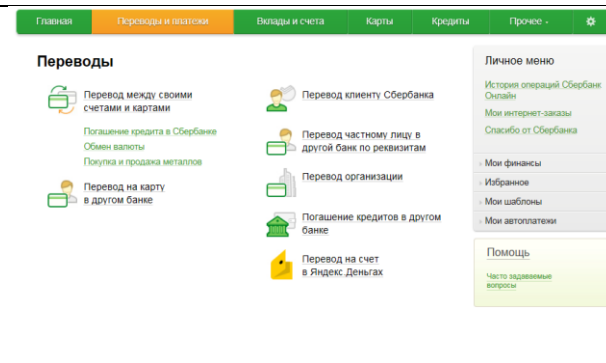 Главная Переводы и платежи Вклады и счета Карты Кредиты Прочее
Переводы
Перевод между своими
счетами и картами
Погашение кредита в Сбербанке
Обмен валюты
Покупка и продажа металлов
Перевод на карту
в другом банке
Перевод клиенту Сбербанка
Перевод частному лицу в
другой банк по реквизитам
Перевод организации
Погашение кредитов в другом
банке
Перевод на счет
в Яндекс.Деньгах
Личное меню
История операций Сбербанк
Онлайн
Мои интернет-заказы
Спасибо от Сбербанка
Мои финансы
Избранное
Мои шаблоны
Мои автоплатежи
Помощь
Часто задаваемые
вопросы